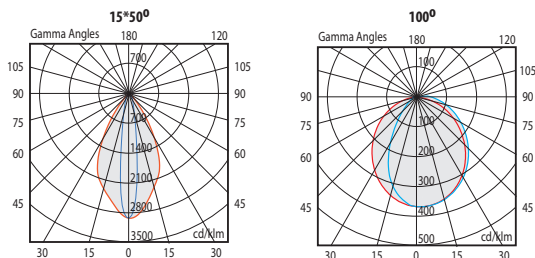 15*50⁰
Gamma Angles 180 120
700
105 105
90 90
75 700 75
60 1400 60
2100
45 2800 45
3500 cd/klm
30 15 0 15 30
100⁰
Gamma Angles 180 120
100
105 105
90 90
75 100 75
60 200 60
300
45 400 45
500 cd/klm
30 15 0 15 30